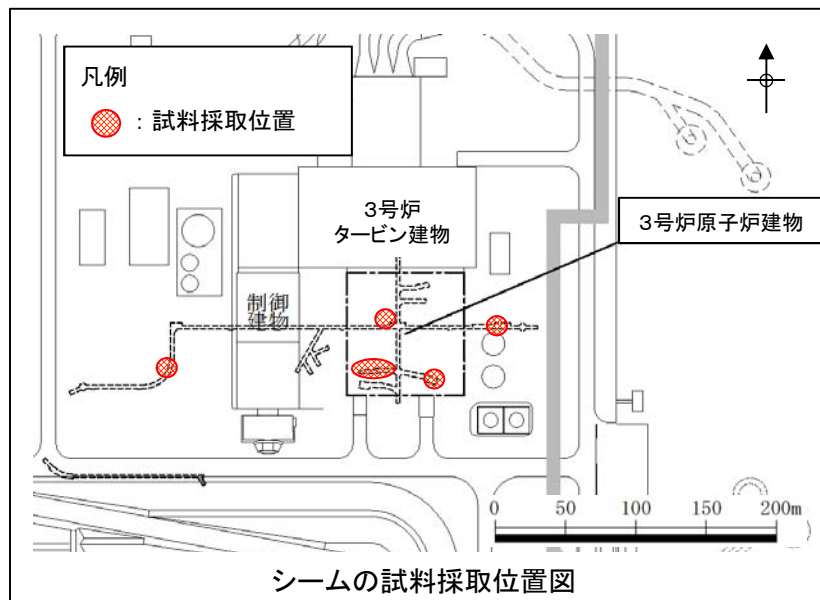 凡例
：試料採取位置
３号炉
タービン建物
３号炉原子炉建物
制御
建物
0 50 100 150 200m
シームの試料採取位置図